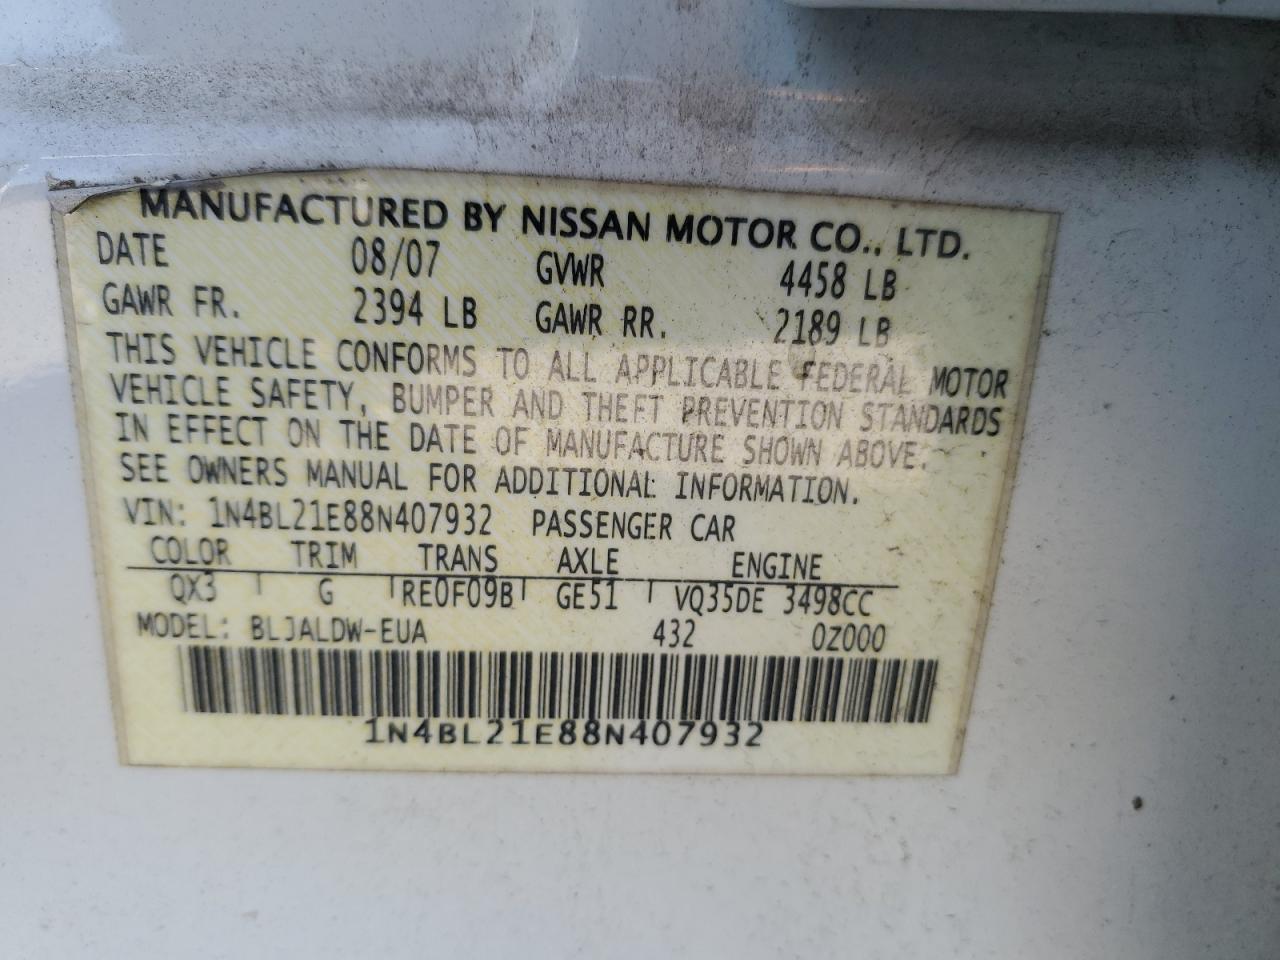 MANUFACTURED BY NISSAN MOTOR CO., LTD.
DATE 08/07 GVWR 4458 LB
GAWR FR. 2394 LB GAWR RR. 2189 LB
THIS VEHICLE CONFORMS TO ALL APPLICABLE FEDERAL MOTOR
VEHICLE SAFETY, BUMPER AND THEFT PREVENTION STANDARDS
IN EFFECT ON THE DATE OF MANUFACTURE SHOWN ABOVE.
SEE OWNERS MANUAL FOR ADDITIONAL INFORMATION.
VIN: 1N4BL21E88N407932 PASSENGER CAR
COLOR TRIM TRANS AXLE ENGINE
QX3 G RE0F09B GE51 VQ35DE 3498CC
MODEL: BLJALDW-EUA 432 0Z000
1N4BL21E88N407932